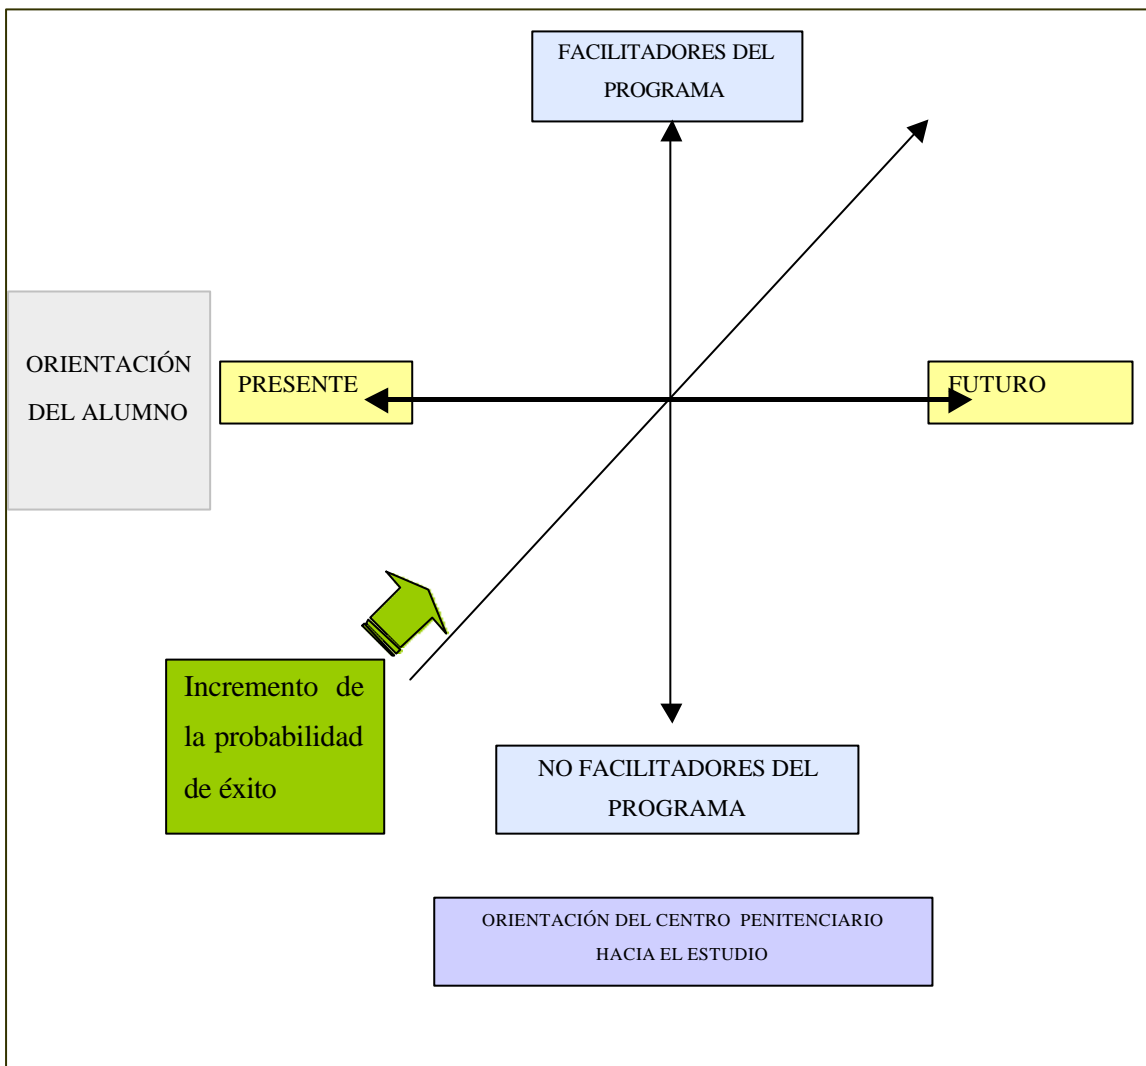 FACILITADORES DEL
PROGRAMA
ORIENTACIÓN
DEL ALUMNO
PRESENTE
FUTURO
Incremento de
la probabilidad
de éxito
NO FACILITADORES DEL
PROGRAMA
ORIENTACIÓN DEL CENTRO PENITENCIARIO
HACIA EL ESTUDIO